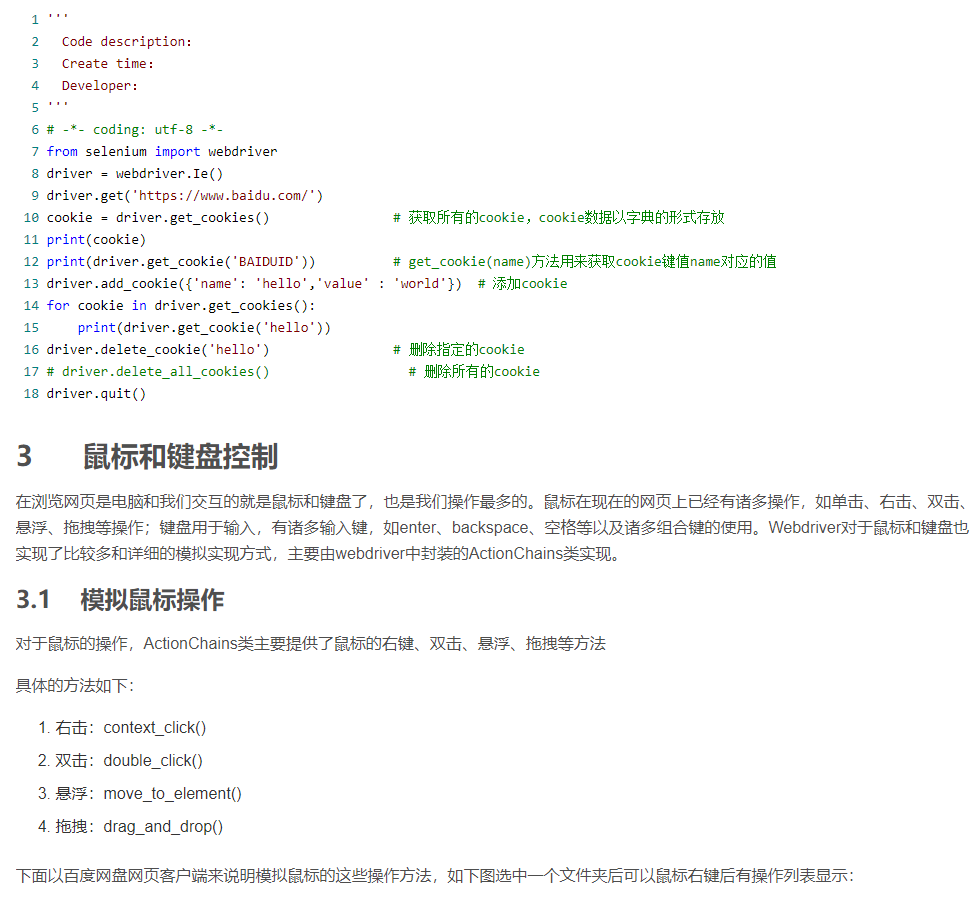 1 '''
2   Code description:
3   Create time:
4   Developer:
5 '''
6 # -*- coding: utf-8 -*-
7 from selenium import webdriver
8 driver = webdriver.Ie()
9 driver.get('https://www.baidu.com/')
10 cookie = driver.get_cookies()                # 获取所有的cookie，cookie数据以字典的形式存放
11 print(cookie)
12 print(driver.get_cookie('BAIDUID'))          # get_cookie(name)方法用来获取cookie键值name对应的值
13 driver.add_cookie({'name': 'hello','value' : 'world'})  # 添加cookie
14 for cookie in driver.get_cookies():
15     print(driver.get_cookie('hello'))
16 driver.delete_cookie('hello')                # 删除指定的cookie
17 # driver.delete_all_cookies()                  # 删除所有的cookie
18 driver.quit()
3 鼠标和键盘控制
在浏览网页是电脑和我们交互的就是鼠标和键盘了，也是我们操作最多的。鼠标在现在的网页上已经有诸多操作，如单击、右击、双击、
悬浮、拖拽等操作；键盘用于输入，有诸多输入键，如enter、backspace、空格等以及诸多组合键的使用。Webdriver对于鼠标和键盘也
实现了比较多和详细的模拟实现方式，主要由webdriver中封装的ActionChains类实现。
3.1 模拟鼠标操作
对于鼠标的操作，ActionChains类主要提供了鼠标的右键、双击、悬浮、拖拽等方法
具体的方法如下：
1. 右击：context_click()
2. 双击：double_click()
3. 悬浮：move_to_element()
4. 拖拽：drag_and_drop()
下面以百度网盘网页客户端来说明模拟鼠标的这些操作方法，如下图选中一个文件夹后可以鼠标右键后有操作列表显示：